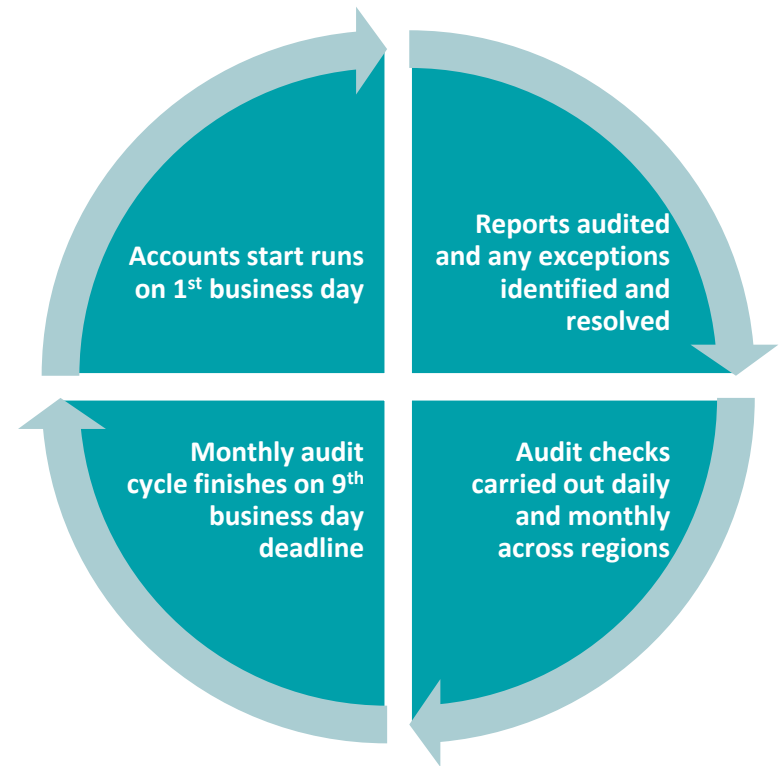 Accounts start runs
on 1st business day
Reports audited
and any exceptions
identified and
resolved
Audit checks
carried out daily
and monthly
across regions
Monthly audit
cycle finishes on 9th
business day
deadline